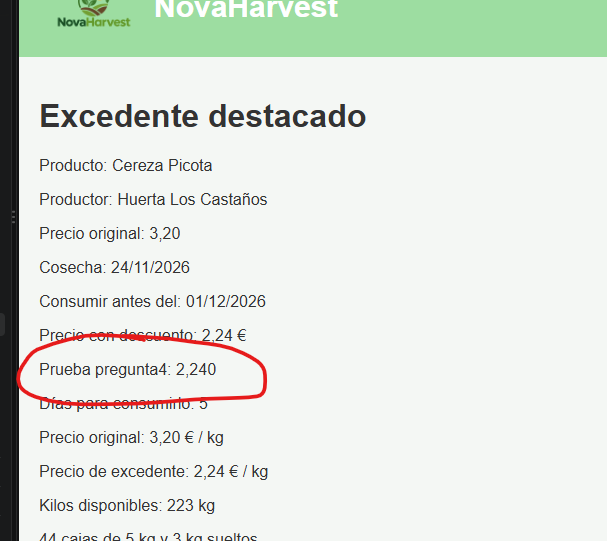 NovaHarvest
NovaHarvest
Excedente destacado
Producto: Cereza Picota
Productor: Huerta Los Castaños
Precio original: 3,20
Cosecha: 24/11/2026
Consumir antes del: 01/12/2026
Precio con descuento: 2,24 €
Prueba pregunta4: 2,240
Días para consumirlo: 5
Precio original: 3,20 € / kg
Precio de excedente: 2,24 € / kg
Kilos disponibles: 223 kg
44 cajas de 5 kg y 3 kg sueltos